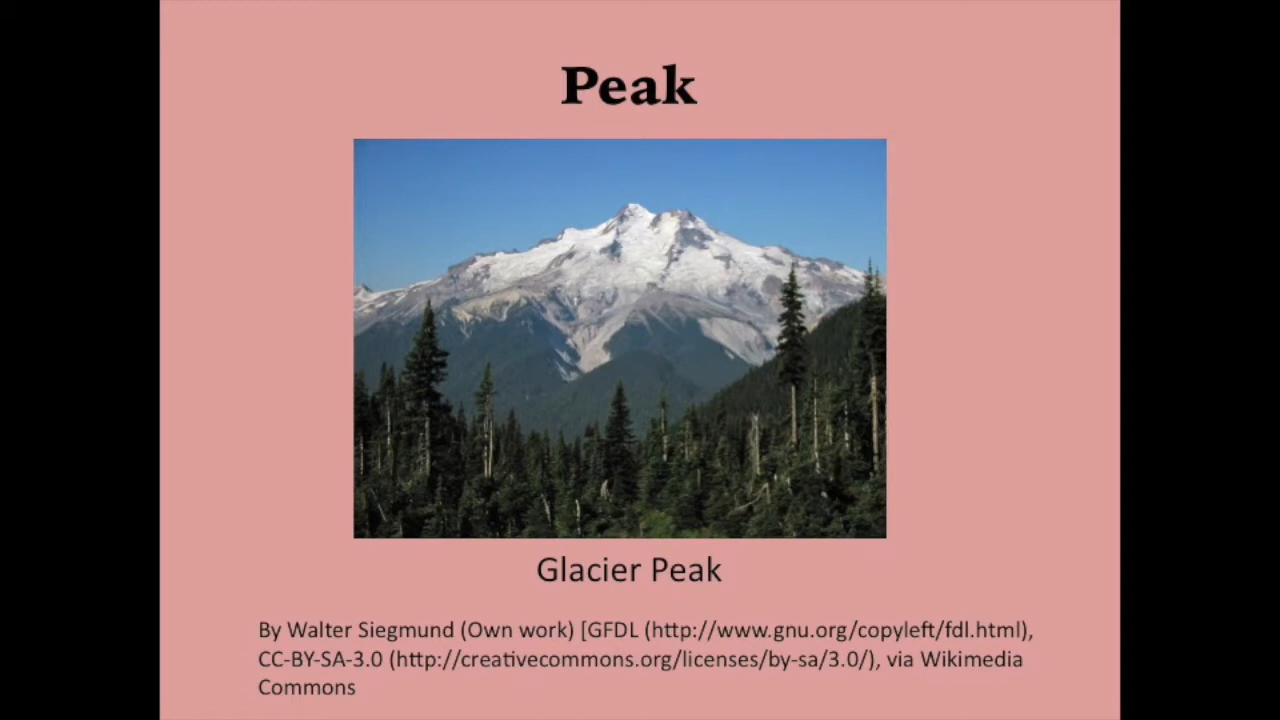 Peak
Glacier Peak
By Walter Siegmund (Own work) [GFDL (http://www.gnu.org/copyleft/fdl.html),
CC-BY-SA-3.0 (http://creativecommons.org/licenses/by-sa/3.0/), via Wikimedia
Commons